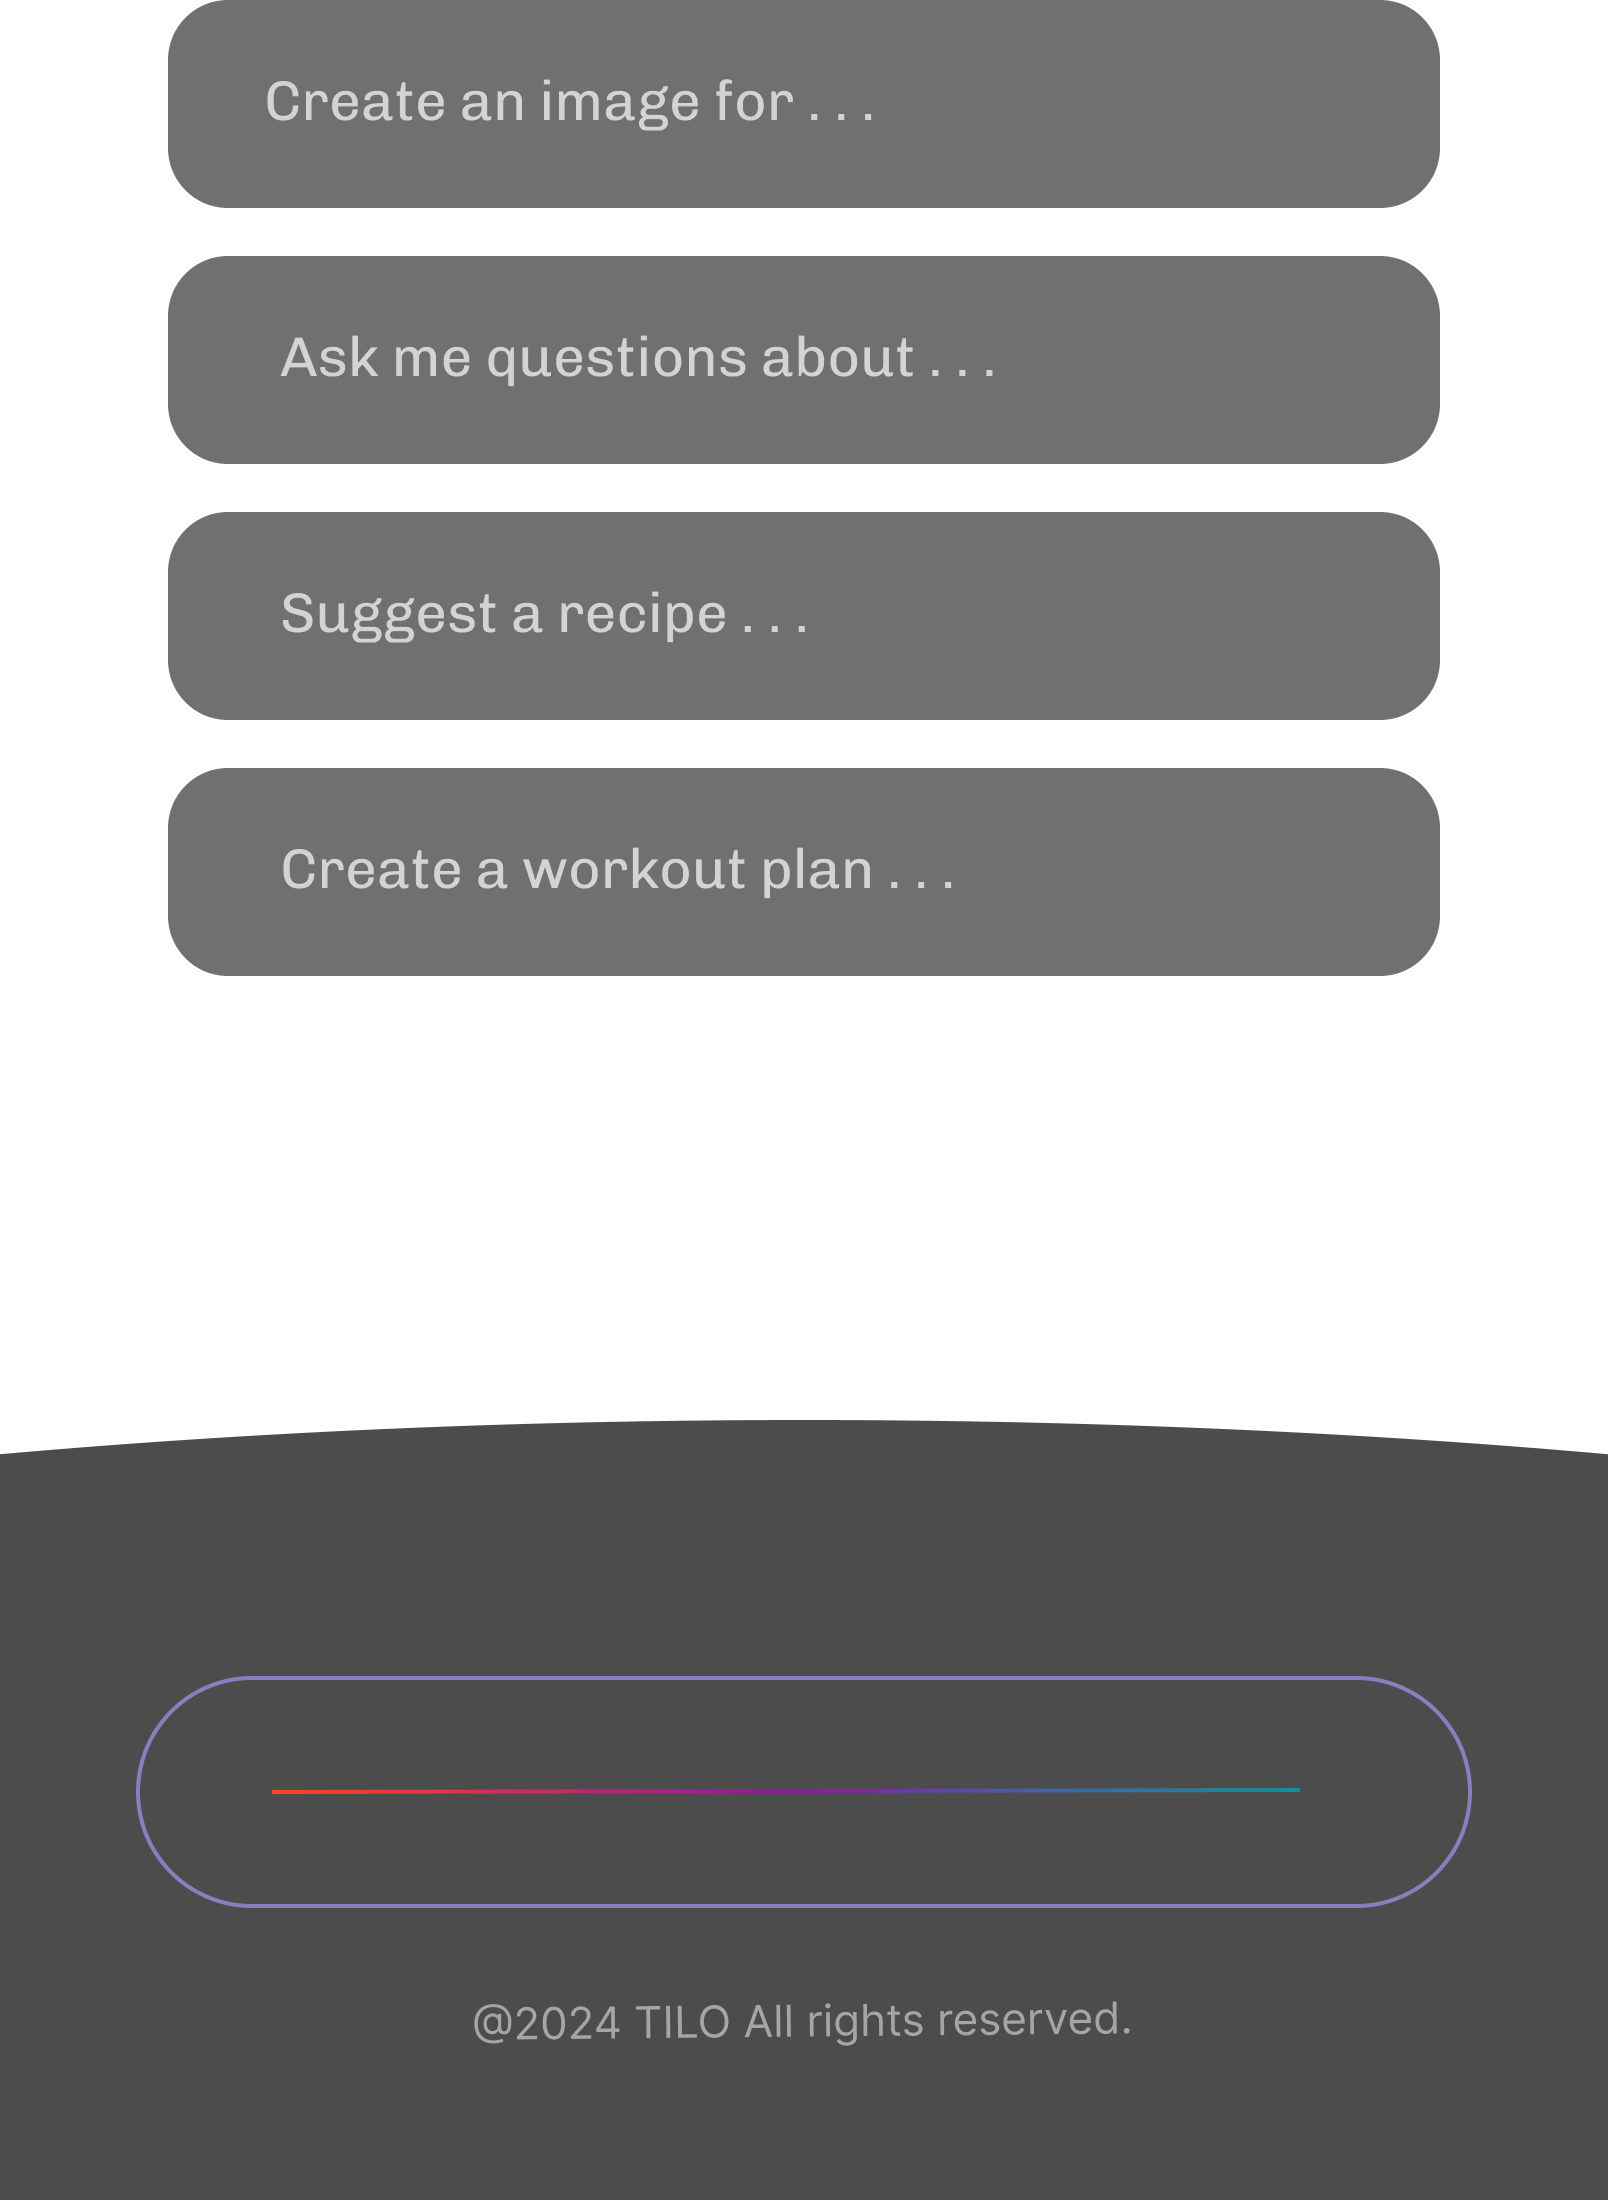 Create an image for . . .
Ask me questions about . . .
Suggest a recipe . . .
Create a workout plan . . .
@2024 TILO All rights reserved.